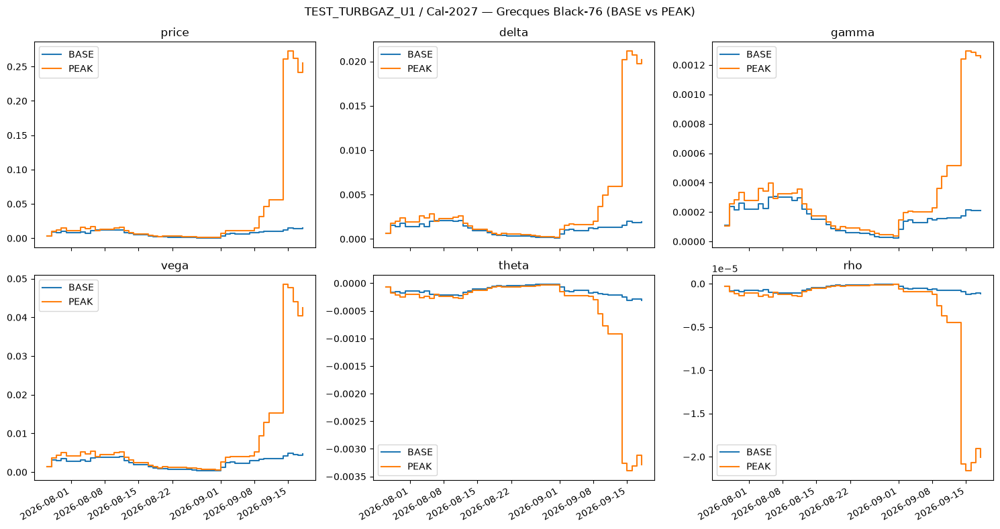 TEST_TURBGAZ_U1 / Cal-2027 — Grecques Black-76 (BASE vs PEAK)
price
BASE
PEAK
0.25
0.20
0.15
0.10
0.05
0.00
delta
BASE
PEAK
0.020
0.015
0.010
0.005
0.000
gamma
BASE
PEAK
0.0012
0.0010
0.0008
0.0006
0.0004
0.0002
0.0000
vega
BASE
PEAK
0.05
0.04
0.03
0.02
0.01
0.00
2026-08-01
2026-08-08
2026-08-15
2026-08-22
2026-09-01
2026-09-08
2026-09-15
theta
0.0000
−0.0005
−0.0010
−0.0015
−0.0020
−0.0025
−0.0030
−0.0035
BASE
PEAK
2026-08-01
2026-08-08
2026-08-15
2026-08-22
2026-09-01
2026-09-08
2026-09-15
rho
1e−5
0.0
−0.5
−1.0
−1.5
−2.0
BASE
PEAK
2026-08-01
2026-08-08
2026-08-15
2026-08-22
2026-09-01
2026-09-08
2026-09-15